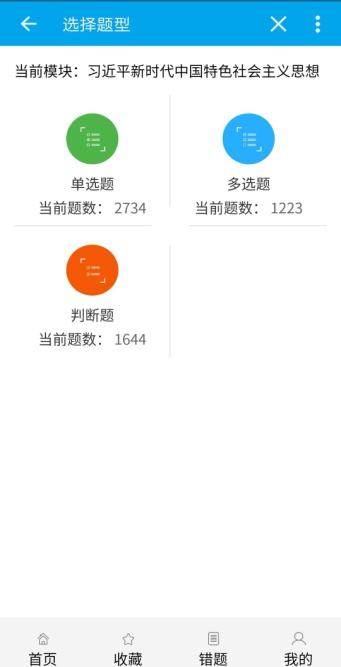 选择题型
当前模块：习近平新时代中国特色社会主义思想
单选题
当前题数： 2734
多选题
当前题数： 1223
判断题
当前题数： 1644
首页
收藏
错题
我的